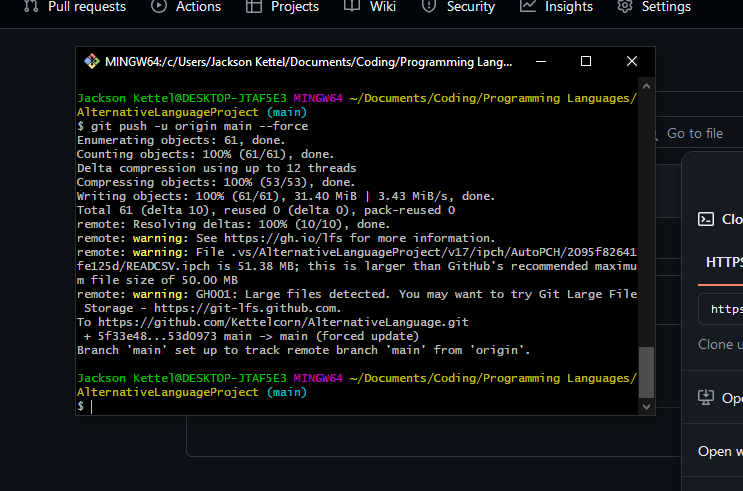 Pull requests Actions Projects Wiki Security Insights Settings
MINGW64:/c/Users/Jackson Kettel/Documents/Coding/Programming Lang...
Jackson Kettel@DESKTOP-JTAF5E3 MINGW64 ~/Documents/Coding/Programming Languages/
AlternativeLanguageProject (main)
$ git push -u origin main --force
Enumerating objects: 61, done.
Counting objects: 100% (61/61), done.
Delta compression using up to 12 threads
Compressing objects: 100% (53/53), done.
Writing objects: 100% (61/61), 31.40 MiB | 3.43 MiB/s, done.
Total 61 (delta 10), reused 0 (delta 0), pack-reused 0
remote: Resolving deltas: 100% (10/10), done.
remote: warning: See https://gh.io/lfs for more information.
remote: warning: File .vs/AlternativeLanguageProject/v17/ipch/AutoPCH/2095f82641
fe125d/READCSV.ipch is 51.38 MB; this is larger than GitHub's recommended maximu
m file size of 50.00 MB
remote: warning: GH001: Large files detected. You may want to try Git Large File
Storage - https://git-lfs.github.com.
To https://github.com/Kettelcorn/AlternativeLanguage.git
+ 5f33e48...53d0973 main -> main (forced update)
Branch 'main' set up to track remote branch 'main' from 'origin'.
Jackson Kettel@DESKTOP-JTAF5E3 MINGW64 ~/Documents/Coding/Programming Languages/
AlternativeLanguageProject (main)
$
Go to file
Clo
HTTPS
https
Clone u
Ope
Open w